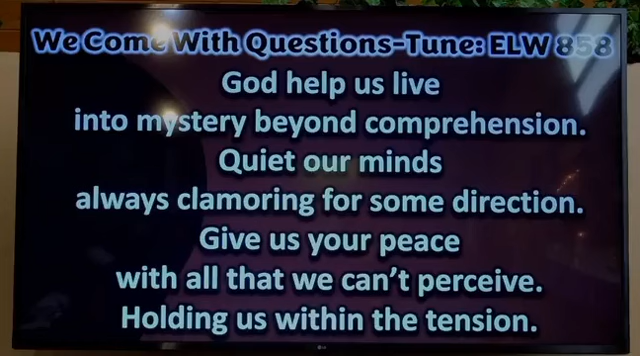 We Come With Questions-Tune: ELW 858
God help us live
into mystery beyond comprehension.
Quiet our minds
always clamoring for some direction.
Give us your peace
with all that we can't perceive.
Holding us within the tension.
LG